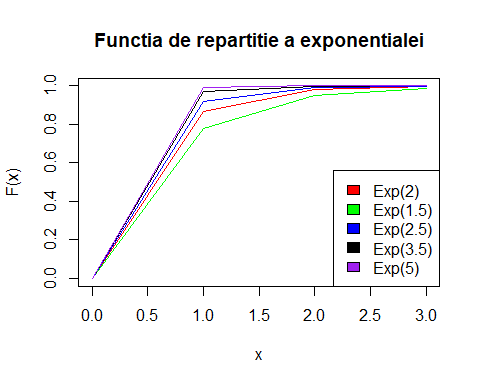 Functia de repartitie a exponentialei
F(x)
1.0
0.8
0.6
0.4
0.2
0.0
Exp(2)
Exp(1.5)
Exp(2.5)
Exp(3.5)
Exp(5)
0.0 0.5 1.0 1.5 2.0 2.5 3.0
x